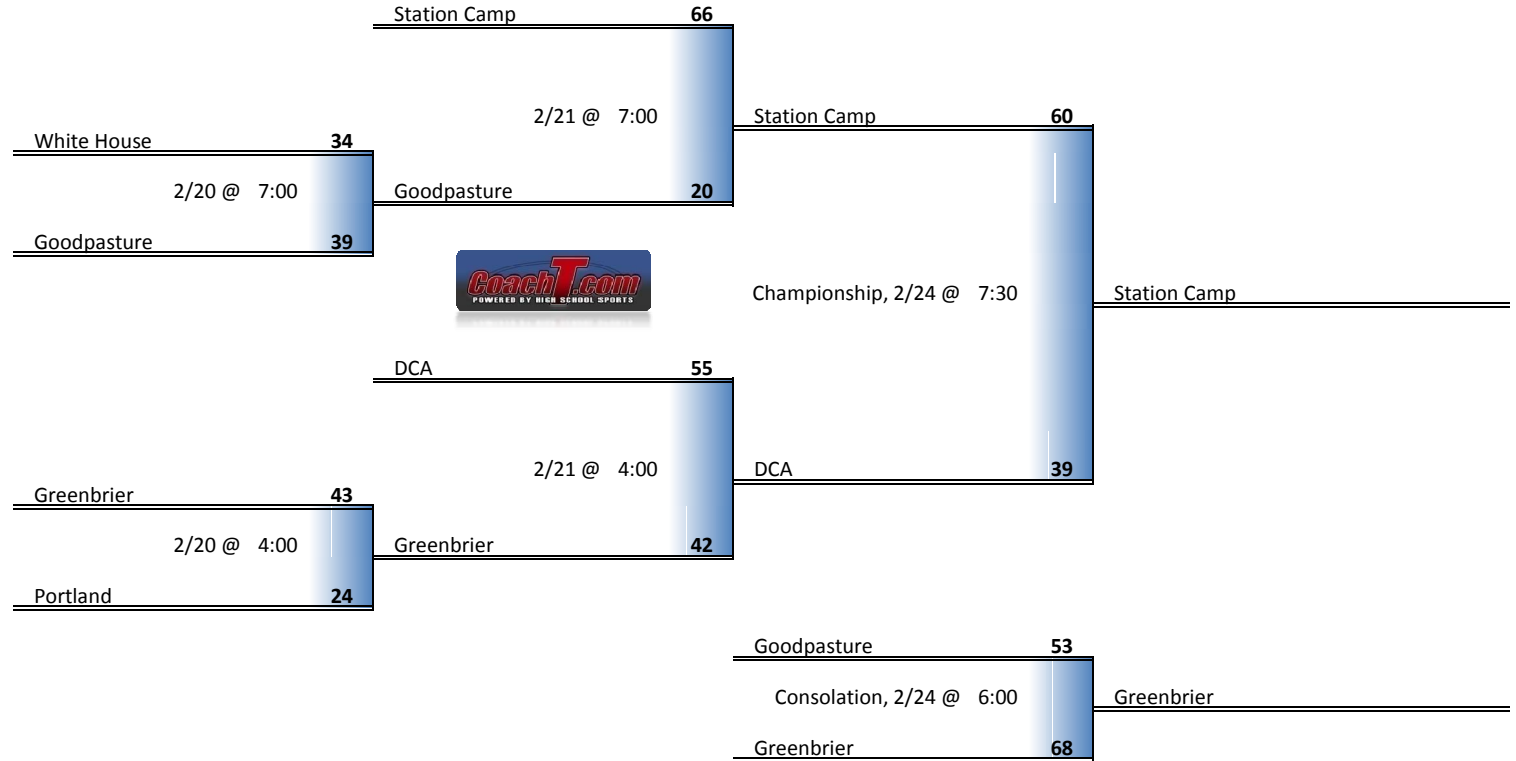 Station Camp 66
2/21 @ 7:00
Station Camp 60
White House 34
2/20 @ 7:00
Goodpasture 20
Goodpasture 39
CoachT.com
POWERED BY HIGH SCHOOL SPORTS
Championship, 2/24 @ 7:30
Station Camp
DCA 55
2/21 @ 4:00
DCA 39
Greenbrier 43
2/20 @ 4:00
Greenbrier 42
Portland 24
Goodpasture 53
Consolation, 2/24 @ 6:00
Greenbrier
Greenbrier 68